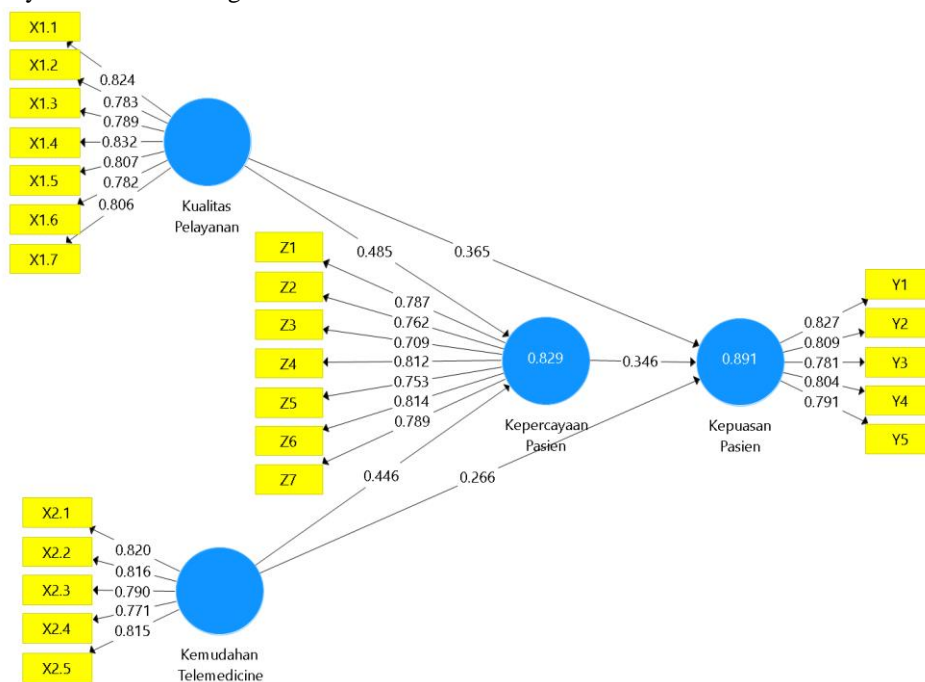 X1.1
X1.2
X1.3
X1.4
X1.5
X1.6
X1.7
0.824
0.783
0.789
0.832
0.807
0.782
0.806
Kualitas
Pelayanan
0.485
0.365
Z1
Z2
Z3
Z4
Z5
Z6
Z7
0.787
0.762
0.709
0.812
0.753
0.814
0.789
0.829
Kepercayaan
Pasien
0.346
0.891
Kepuasan
Pasien
Y1
Y2
Y3
Y4
Y5
0.827
0.809
0.781
0.804
0.791
0.446
0.266
X2.1
X2.2
X2.3
X2.4
X2.5
0.820
0.816
0.790
0.771
0.815
Kemudahan
Telemedicine